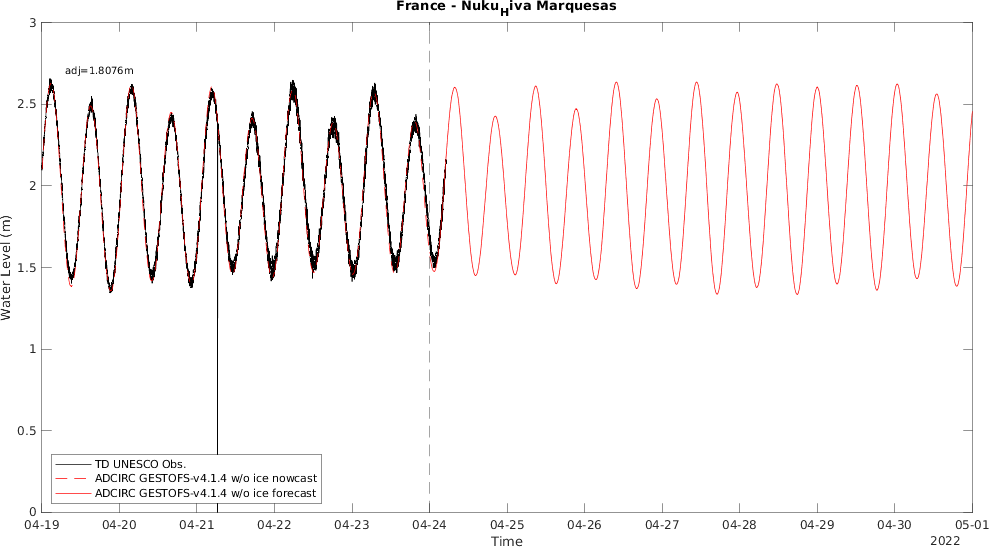 France - Nuku_Hiva Marquesas
3
adj=1.8076m
2.5
2
1.5
1
0.5
0
Water Level (m)
TD UNESCO Obs.
ADCIRC GESTOFS-v4.1.4 w/o ice nowcast
ADCIRC GESTOFS-v4.1.4 w/o ice forecast
04-19 04-20 04-21 04-22 04-23 04-24 04-25 04-26 04-27 04-28 04-29 04-30 05-01
Time
2022